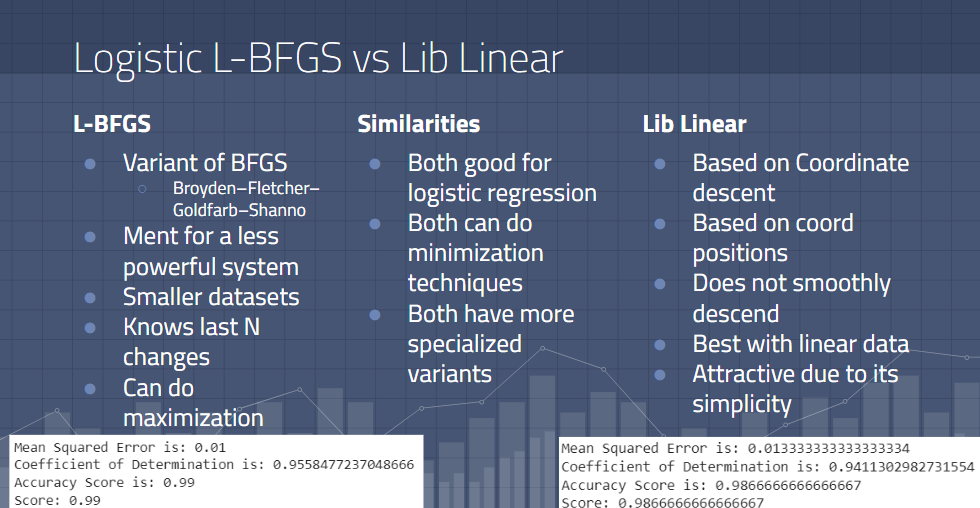 Logistic L-BFGS vs Lib Linear
L-BFGS
Variant of BFGS
Broyden–Fletcher–
Goldfarb–Shanno
Ment for a less
powerful system
Smaller datasets
Knows last N
changes
Can do
maximization
Similarities
Both good for
logistic regression
Both can do
minimization
techniques
Both have more
specialized
variants
Lib Linear
Based on Coordinate
descent
Based on coord
positions
Does not smoothly
descend
Best with linear data
Attractive due to its
simplicity
Mean Squared Error is: 0.01
Coefficient of Determination is: 0.9558477237048666
Accuracy Score is: 0.99
Score: 0.99
Mean Squared Error is: 0.013333333333333334
Coefficient of Determination is: 0.9411302982731554
Accuracy Score is: 0.9866666666666667
Score: 0.9866666666666667